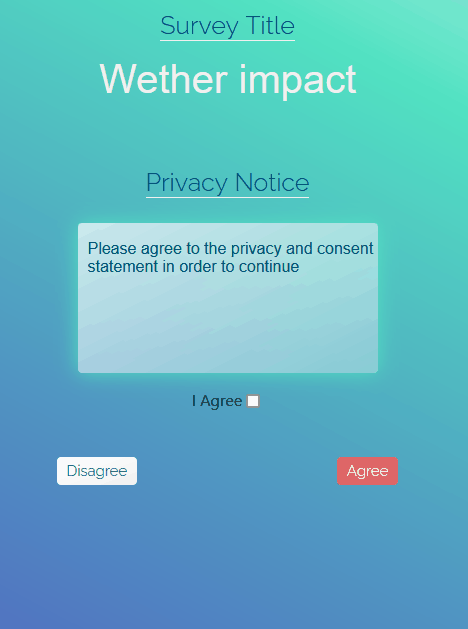 Survey Title
Wether impact
Privacy Notice
Please agree to the privacy and consent
statement in order to continue
I Agree
Disagree
Agree